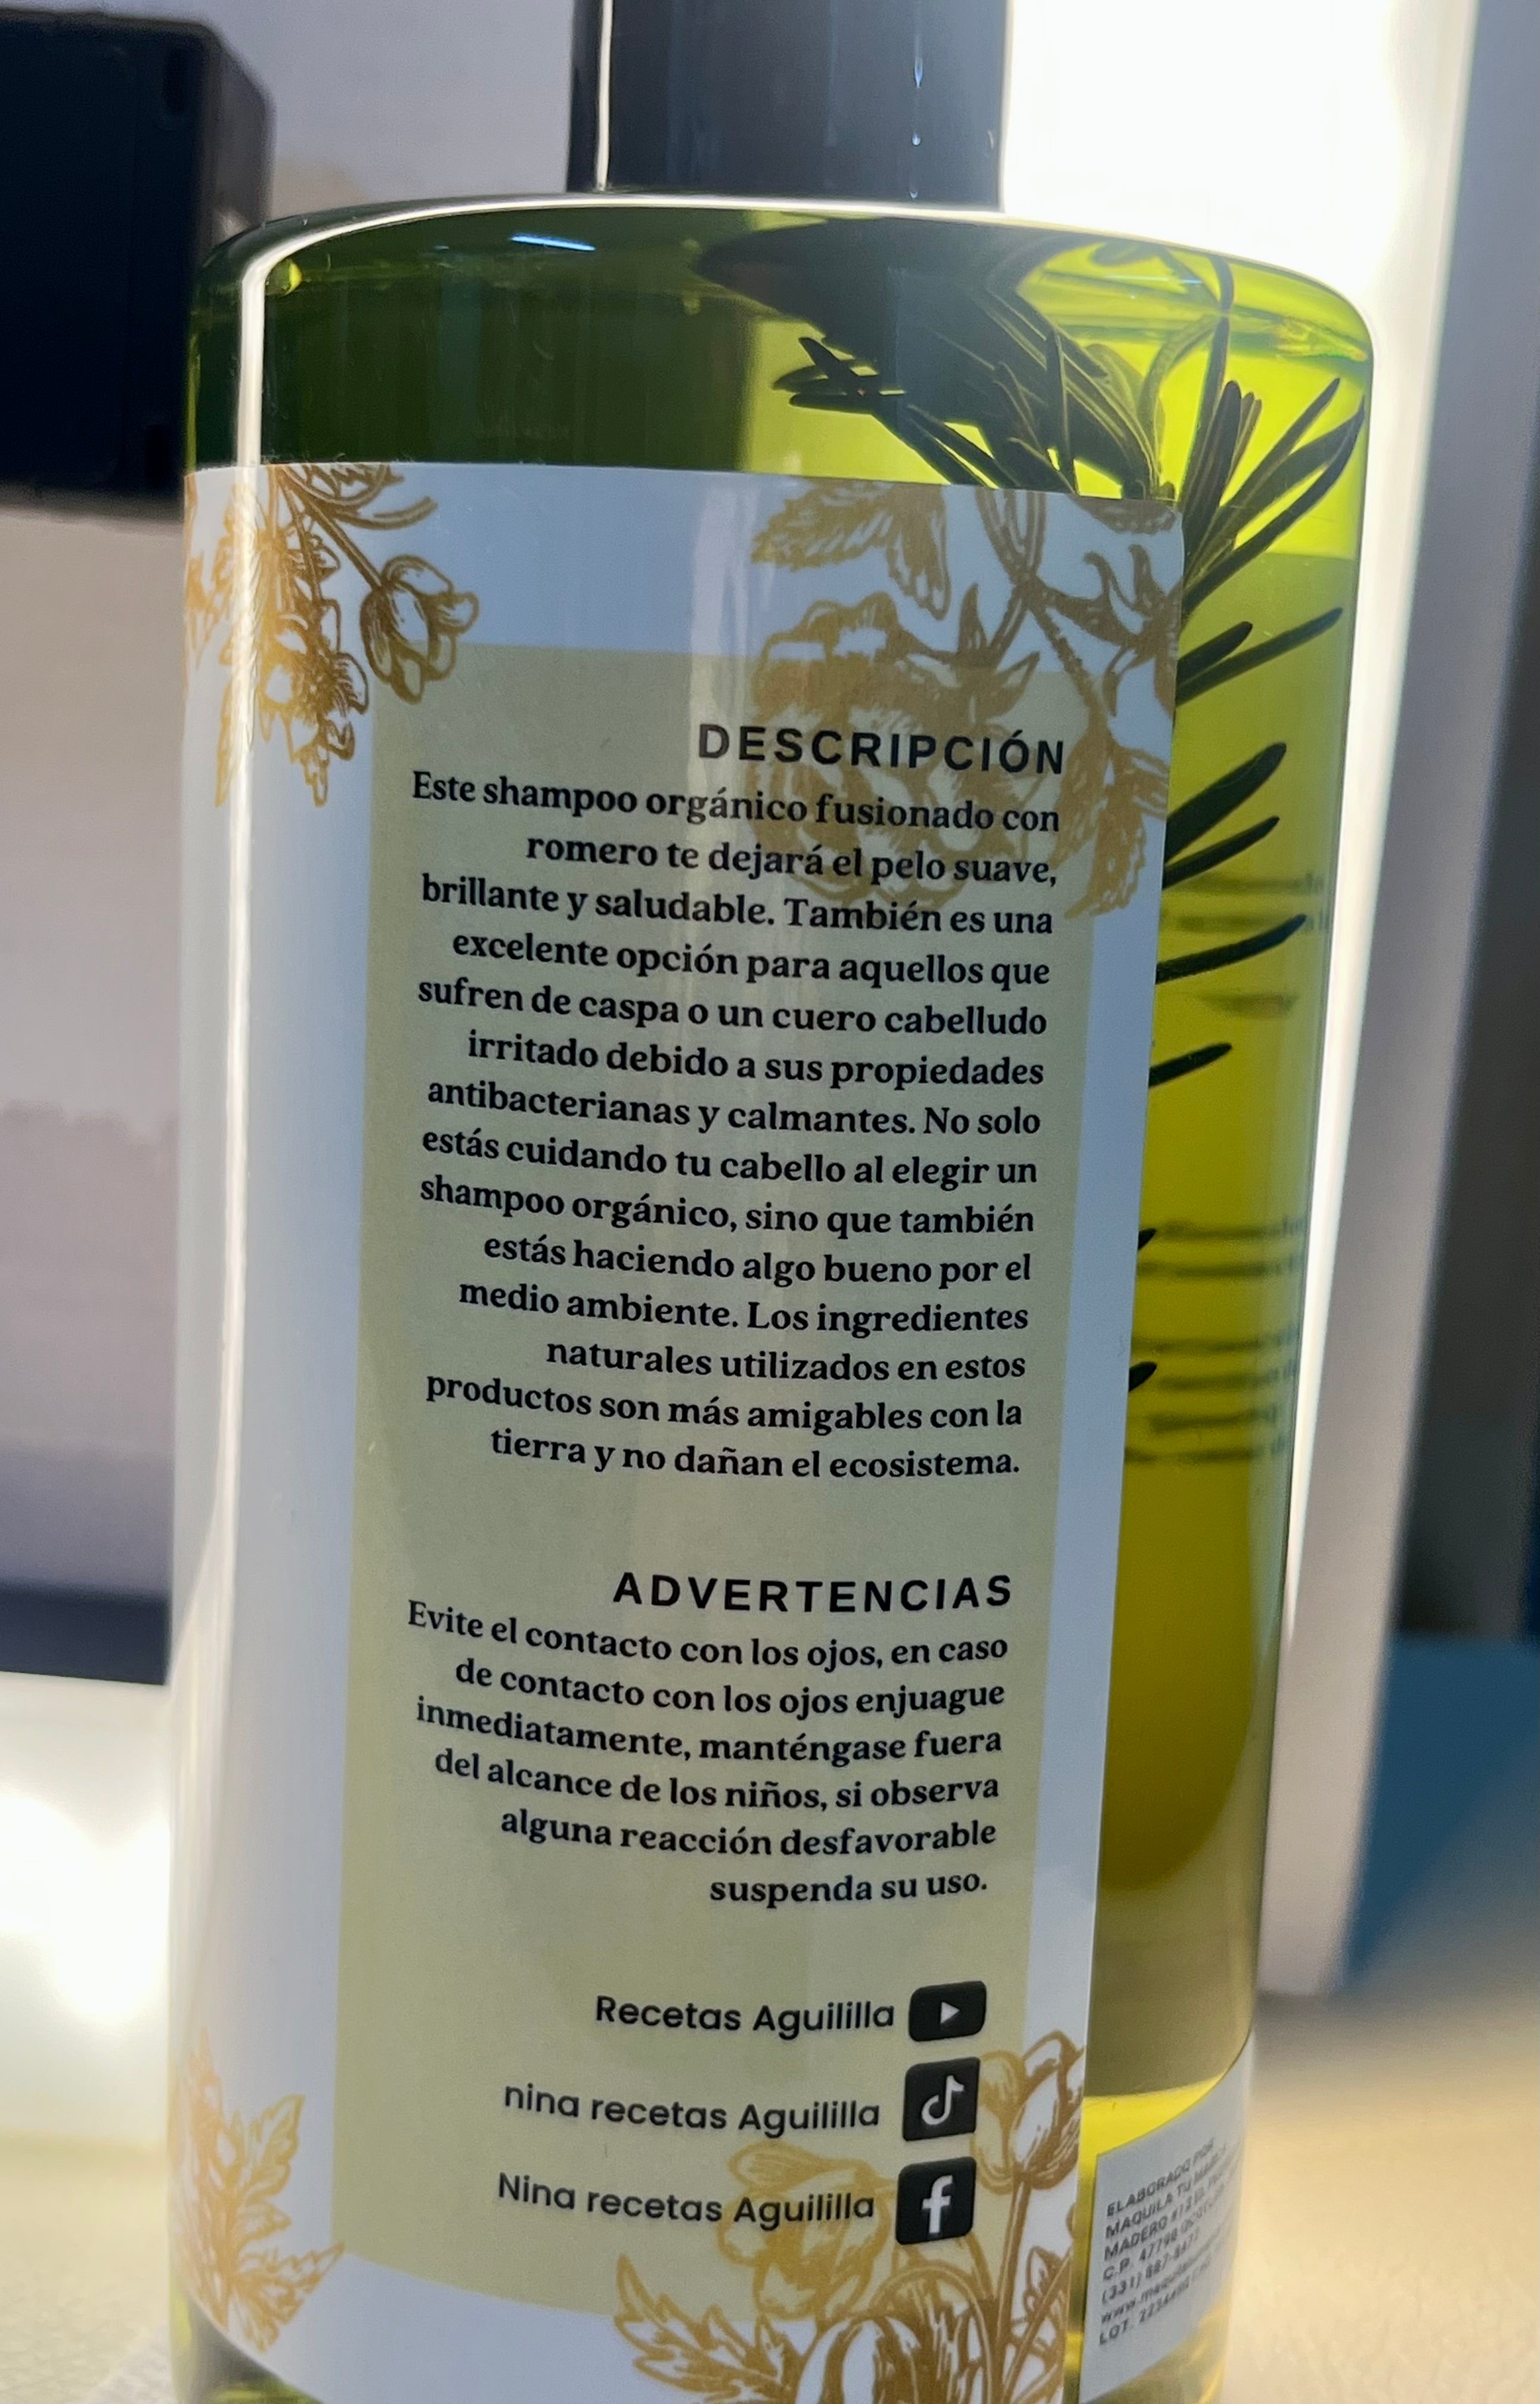 DESCRIPCIÓN
Este shampoo orgánico fusionado con
romero te dejará el pelo suave,
brillante y saludable. También es una
excelente opción para aquellos que
sufren de caspa o un cuero cabelludo
irritado debido a sus propiedades
antibacterianas y calmantes. No solo
estás cuidando tu cabello al elegir un
shampoo orgánico, sino que también
estás haciendo algo bueno por el
medio ambiente. Los ingredientes
naturales utilizados en estos
productos son más amigables con la
tierra y no dañan el ecosistema.
ADVERTENCIAS
Evite el contacto con los ojos, en caso
de contacto con los ojos enjuague
inmediatamente, manténgase fuera
del alcance de los niños, si observa
alguna reacción desfavorable
suspenda su uso.
Recetas Aguililla
nina recetas Aguililla
Nina recetas Aguililla
ELABORADO POR
MAQUILA TU
MADERO
C.P. 47790
(331)
LOT.